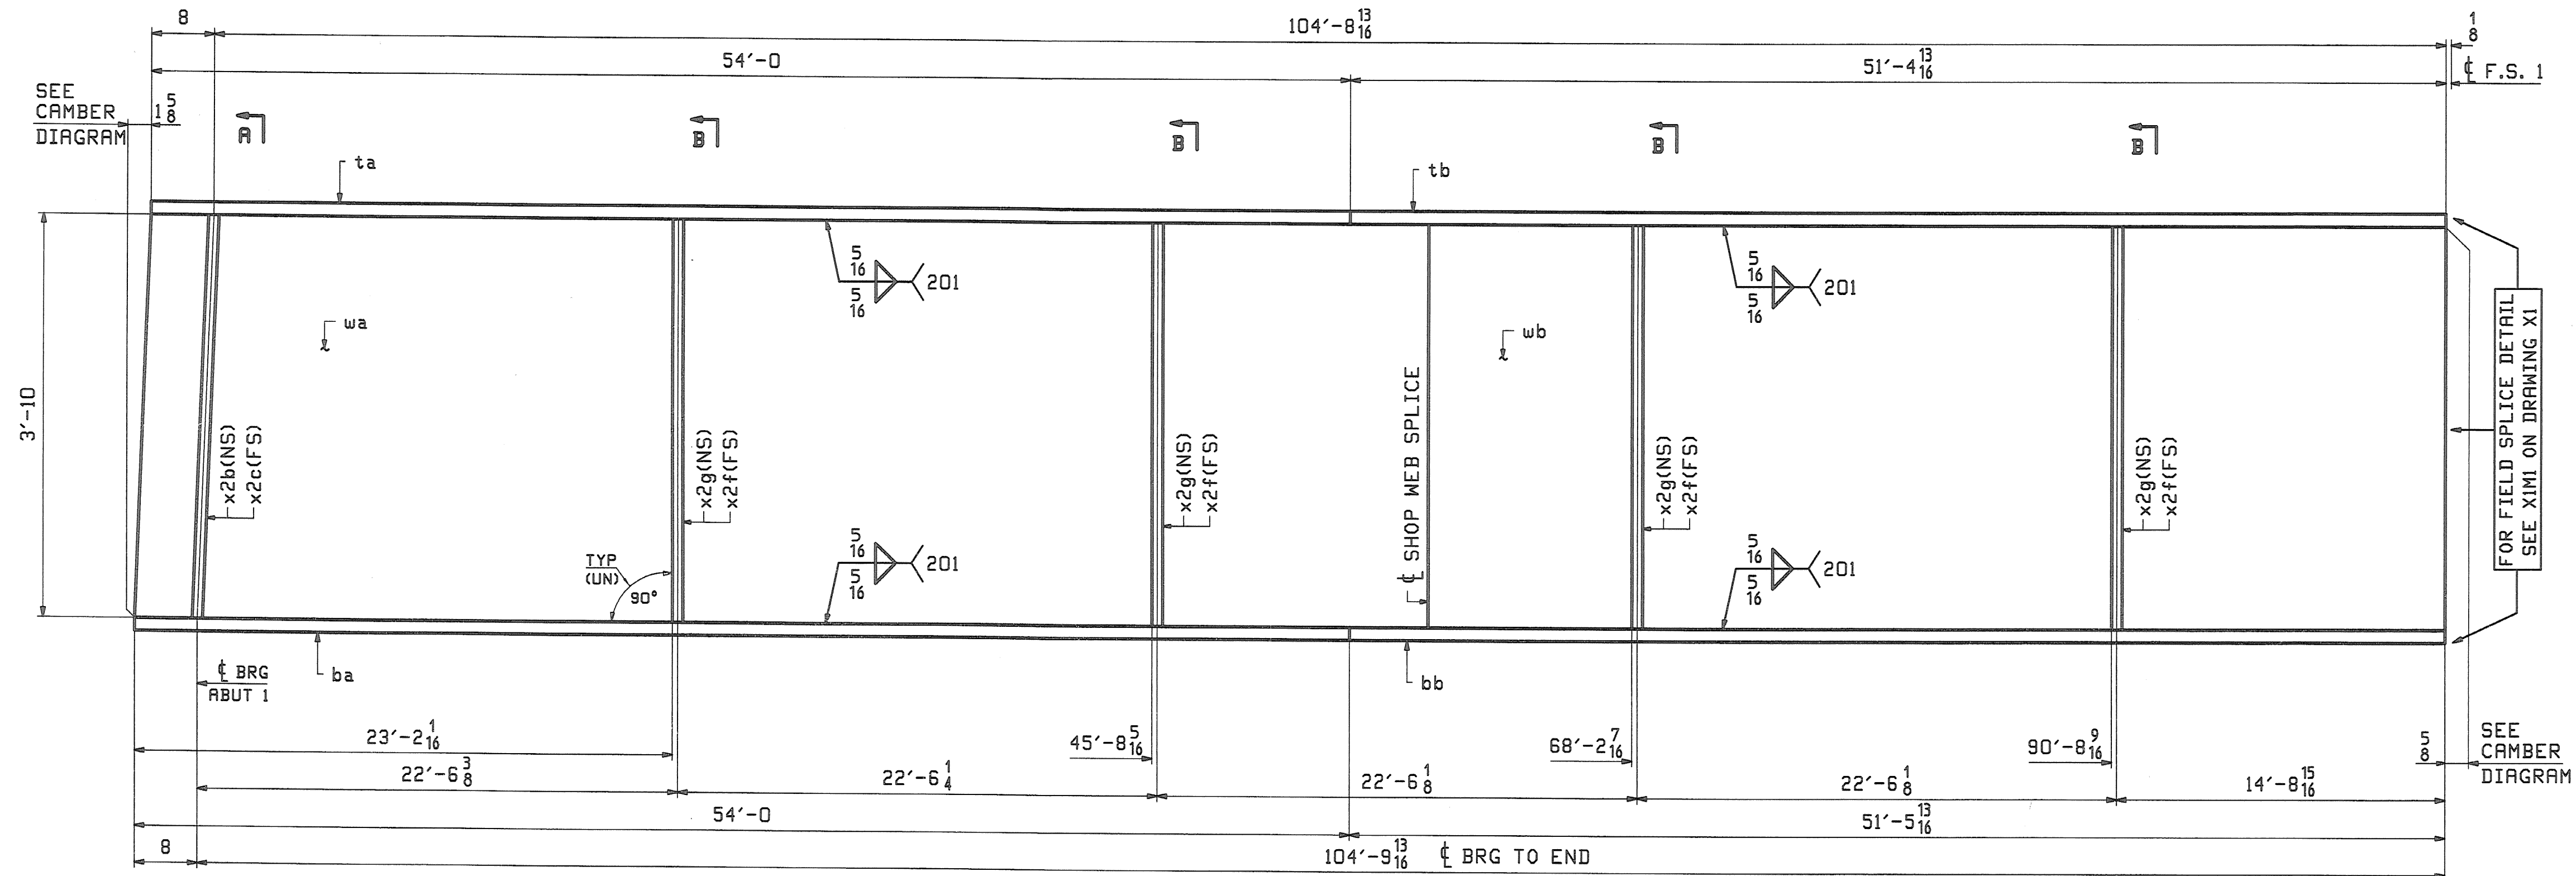 8
104'-8 13/16
1/8
54'-0
51'-4 13/16
℄ F.S. 1
SEE
CAMBER
DIAGRAM
1 5/8
A
B
B
B
B
ta
tb
5/16
5/16
201
5/16
5/16
201
wa
wb
3'-10
x2b(NS)
x2c(FS)
x2g(NS)
x2f(FS)
x2g(NS)
x2f(FS)
℄ SHOP WEB SPLICE
x2g(NS)
x2f(FS)
x2g(NS)
x2f(FS)
FOR FIELD SPLICE DETAIL
SEE X1M1 ON DRAWING X1
TYP
(UN)
90°
5/16
5/16
201
5/16
5/16
201
℄ BRG
ABUT 1
ba
bb
23'-2 1/16
45'-8 5/16
68'-2 7/16
90'-8 9/16
5/8
SEE
CAMBER
DIAGRAM
22'-6 3/8
22'-6 1/4
22'-6 1/8
22'-6 1/8
14'-8 15/16
54'-0
51'-5 13/16
8
104'-9 13/16 ℄ BRG TO END